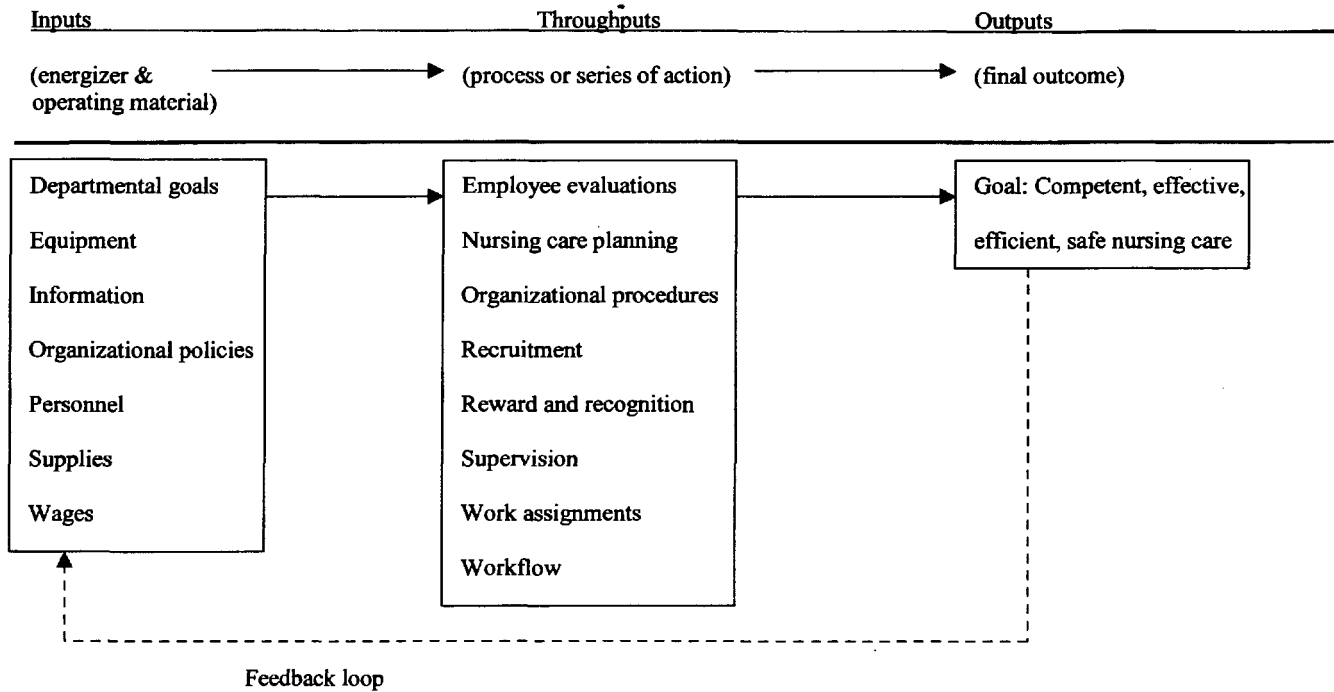 Inputs
Throughputs
Outputs
(energizer &
operating material)
(process or series of action)
(final outcome)
Departmental goals
Equipment
Information
Organizational policies
Personnel
Supplies
Wages
Employee evaluations
Nursing care planning
Organizational procedures
Recruitment
Reward and recognition
Supervision
Work assignments
Workflow
Goal: Competent, effective,
efficient, safe nursing care
Feedback loop